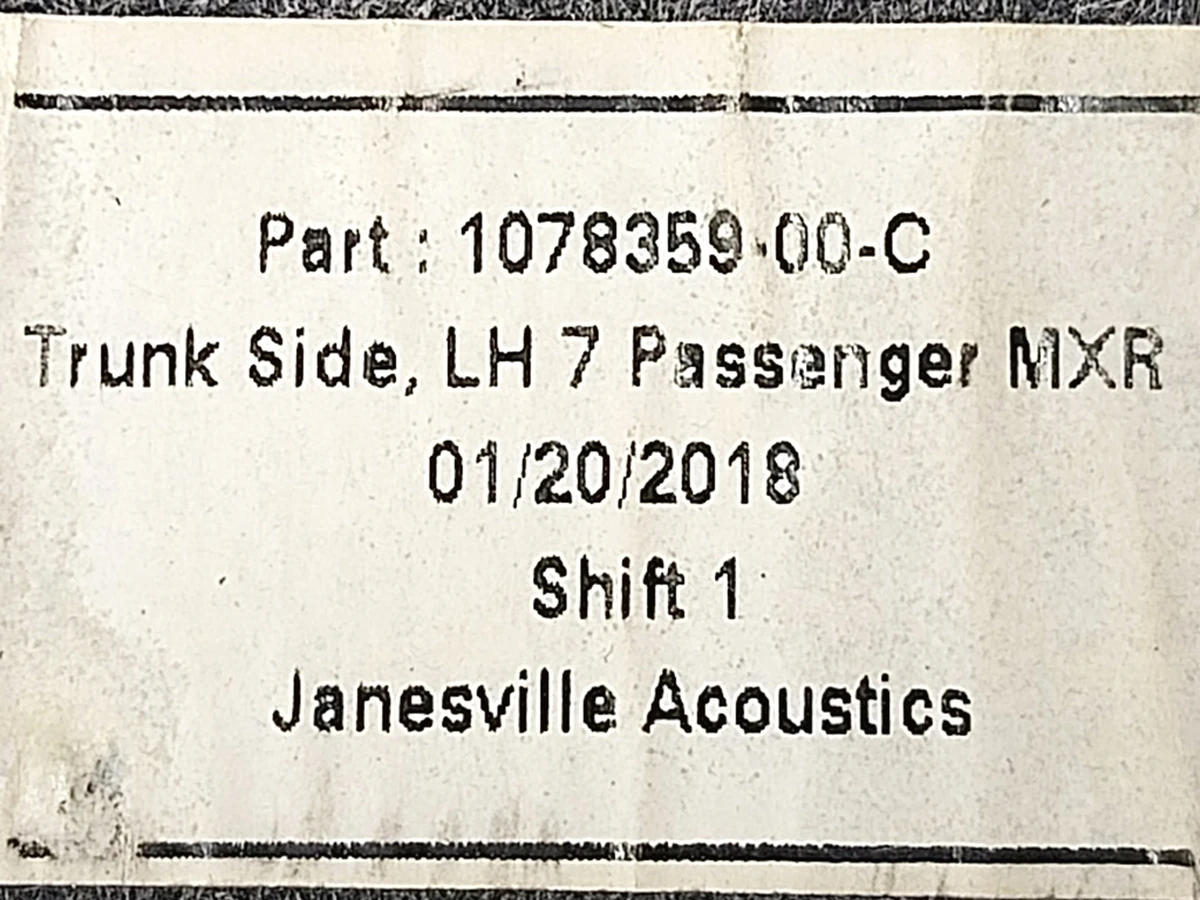 Part : 1078359-00-C
Trunk Side, LH 7 Passenger MXR
01/20/2018
Shift 1
Janesville Acoustics